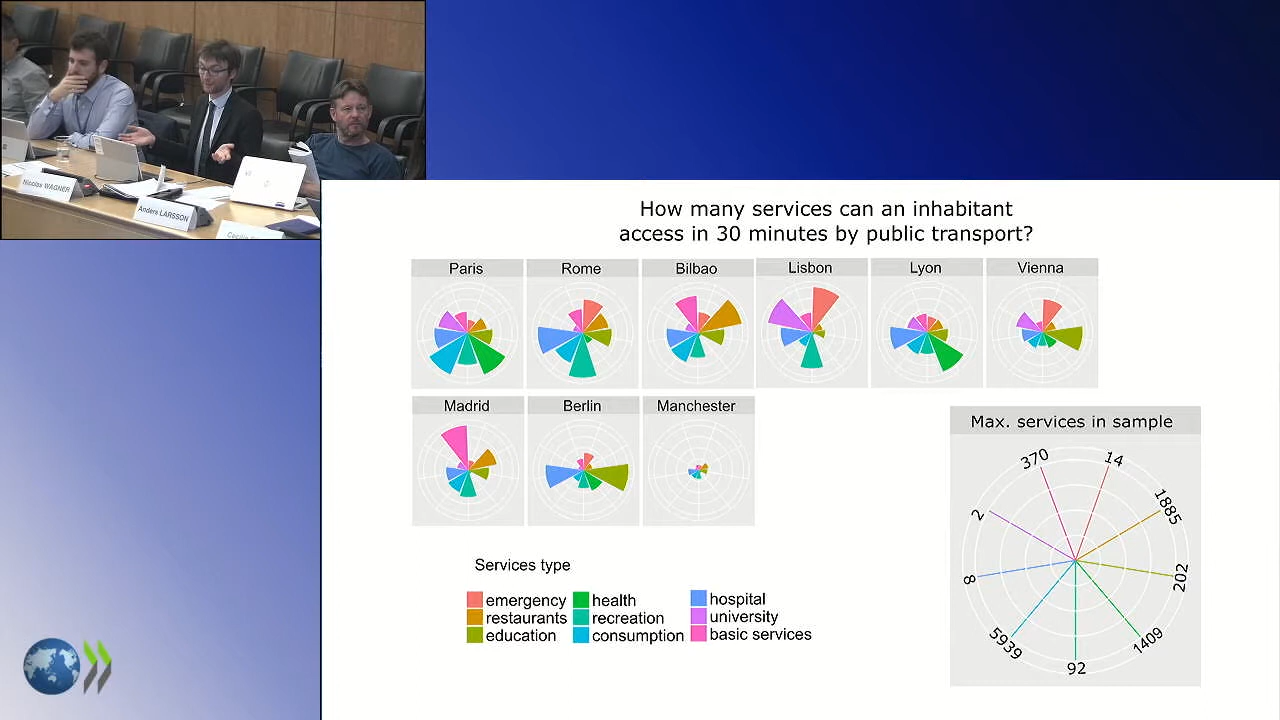 Nicolas WAGNER
Anders LARSSON
How many services can an inhabitant
access in 30 minutes by public transport?
Paris
Rome
Bilbao
Lisbon
Lyon
Vienna
Madrid
Berlin
Manchester
Max. services in sample
370
14
1885
2
8
202
5939
1409
92
Services type
emergency
health
hospital
restaurants
recreation
university
education
consumption
basic services